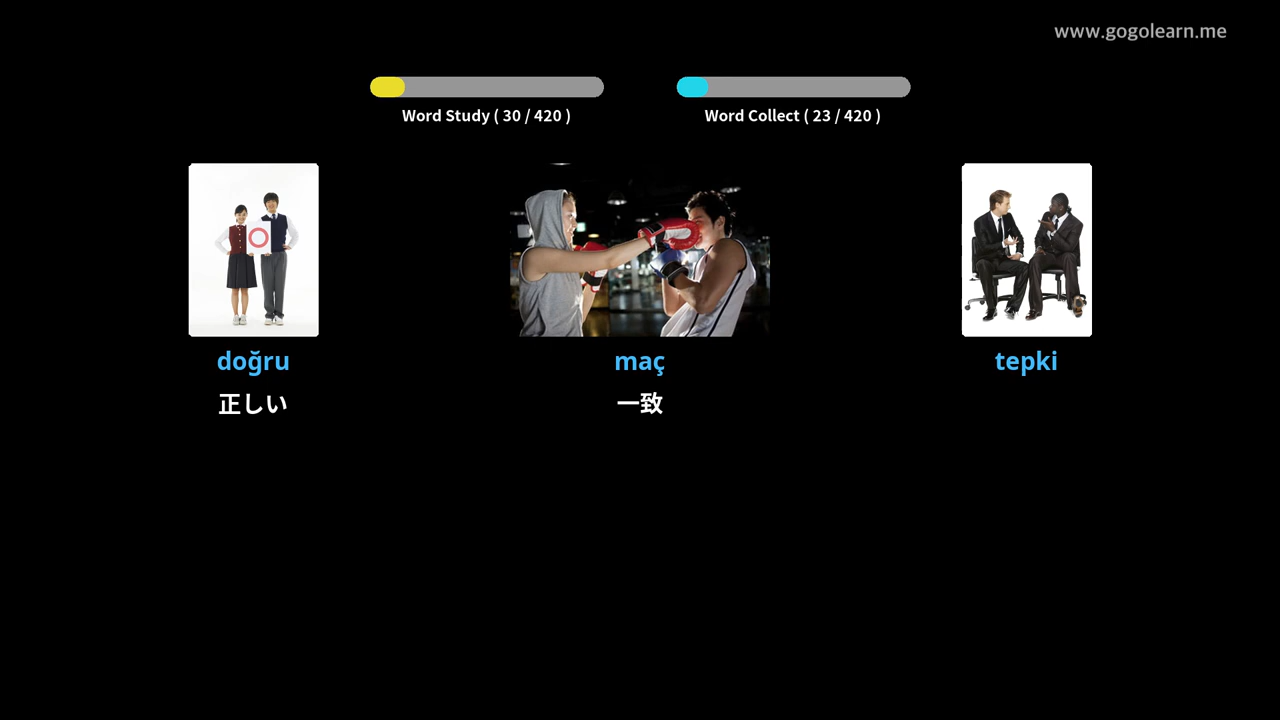 www.gogolearn.me
Word Study ( 30 / 420 )
Word Collect ( 23 / 420 )
doğru
maç
tepki
正しい
一致